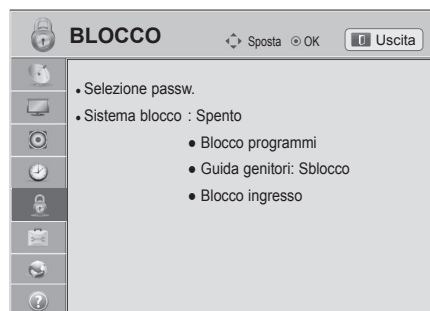 BLOCCO Sposta OK Uscita
• Selezione passw.
• Sistema blocco : Spento
● Blocco programmi
● Guida genitori: Sblocco
● Blocco ingresso